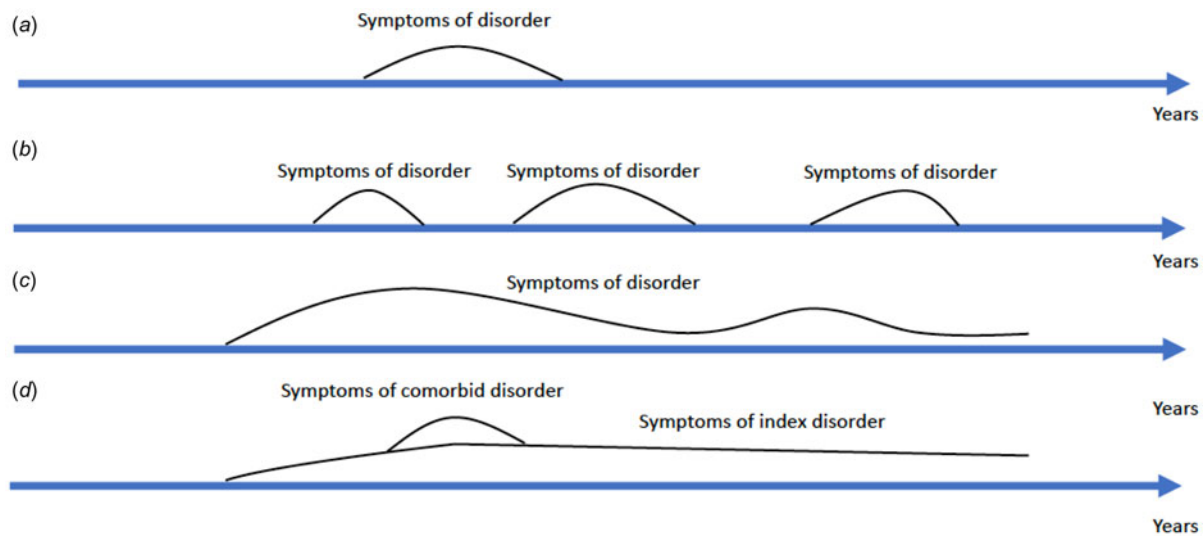 (a)
Symptoms of disorder
Years
(b)
Symptoms of disorder
Symptoms of disorder
Symptoms of disorder
Years
(c)
Symptoms of disorder
Years
(d)
Symptoms of comorbid disorder
Symptoms of index disorder
Years